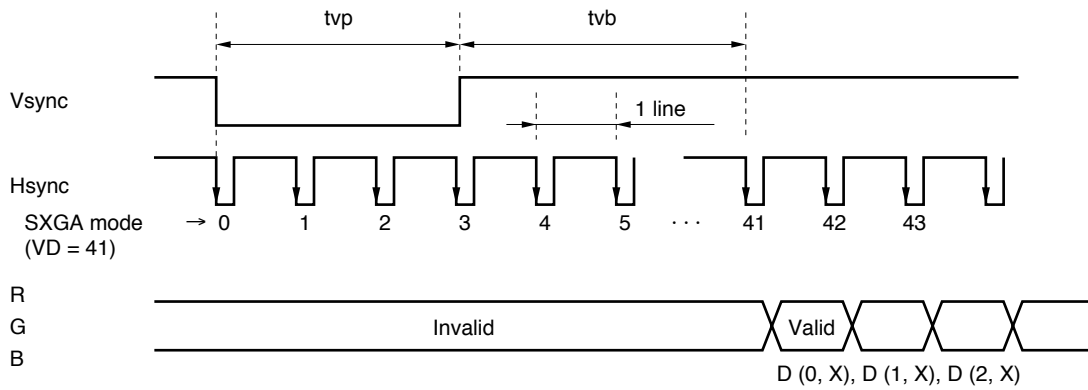 tvp tvb
Vsync
1 line
Hsync
SXGA mode → 0 1 2 3 4 5 ··· 41 42 43
(VD = 41)
R
G Invalid Valid
B
D (0, X), D (1, X), D (2, X)